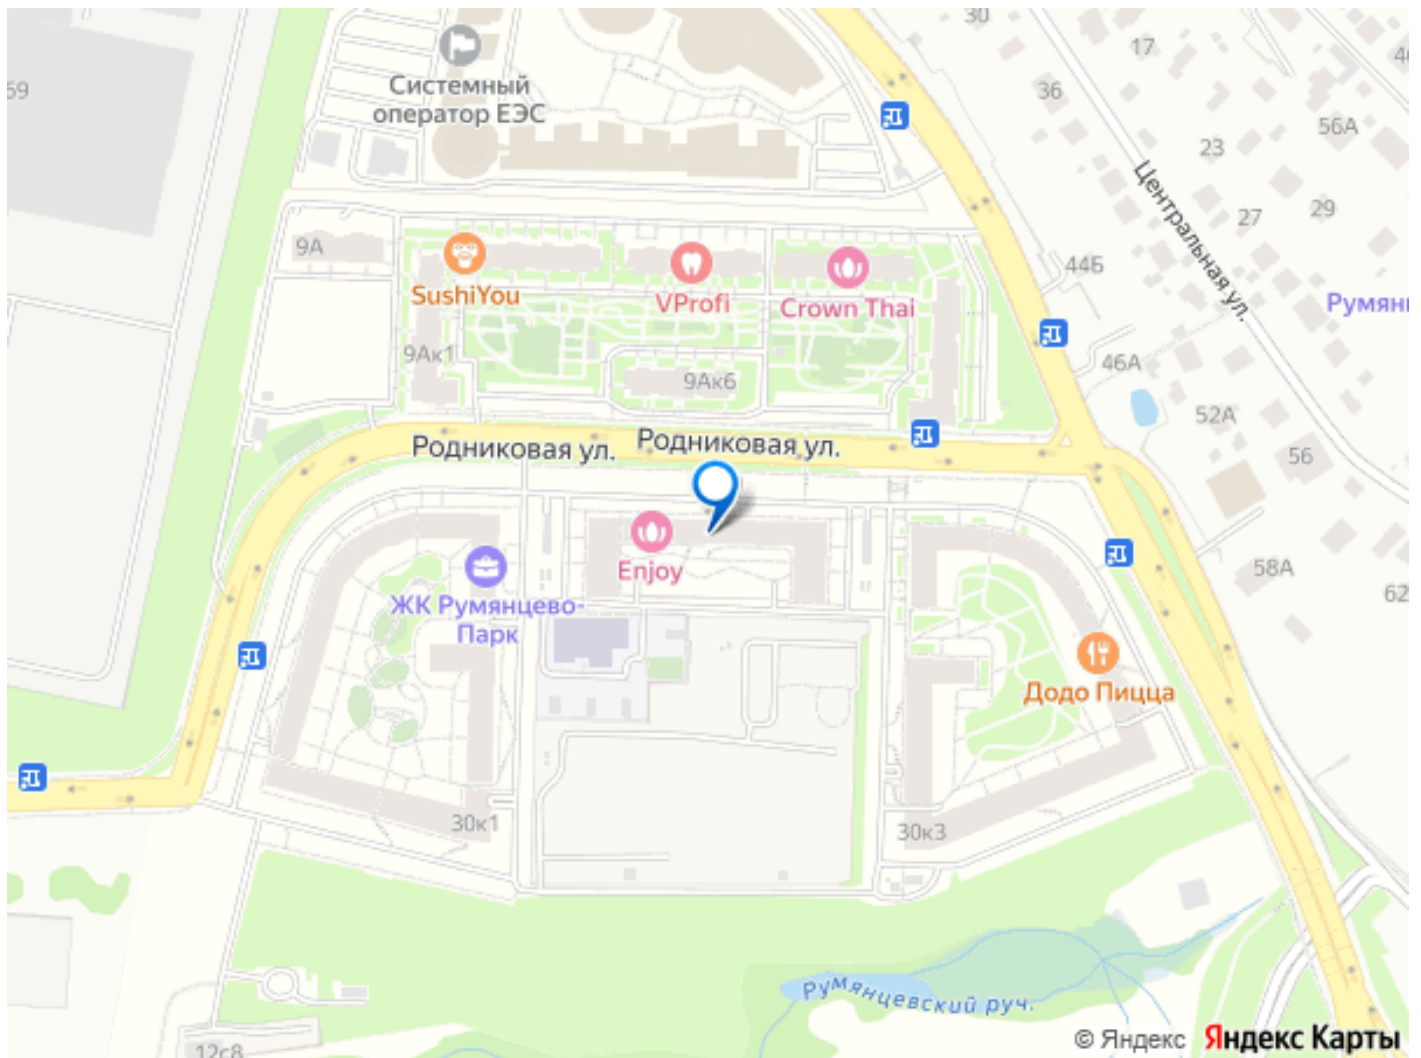 30
17
59
Системный
оператор ЕЭС
36
56А
23
Центральная ул.
27
29
9А
44Б
SushiYou
VProfi
Crown Thai
9Ак1
9Ак6
46А
52А
Родниковая ул.
Родниковая ул.
56
Enjoy
58А
ЖК Румянцево-
Парк
Додо Пицца
30к1
30к3
Румянцевский руч.
12с8
© Яндекс Яндекс Карты